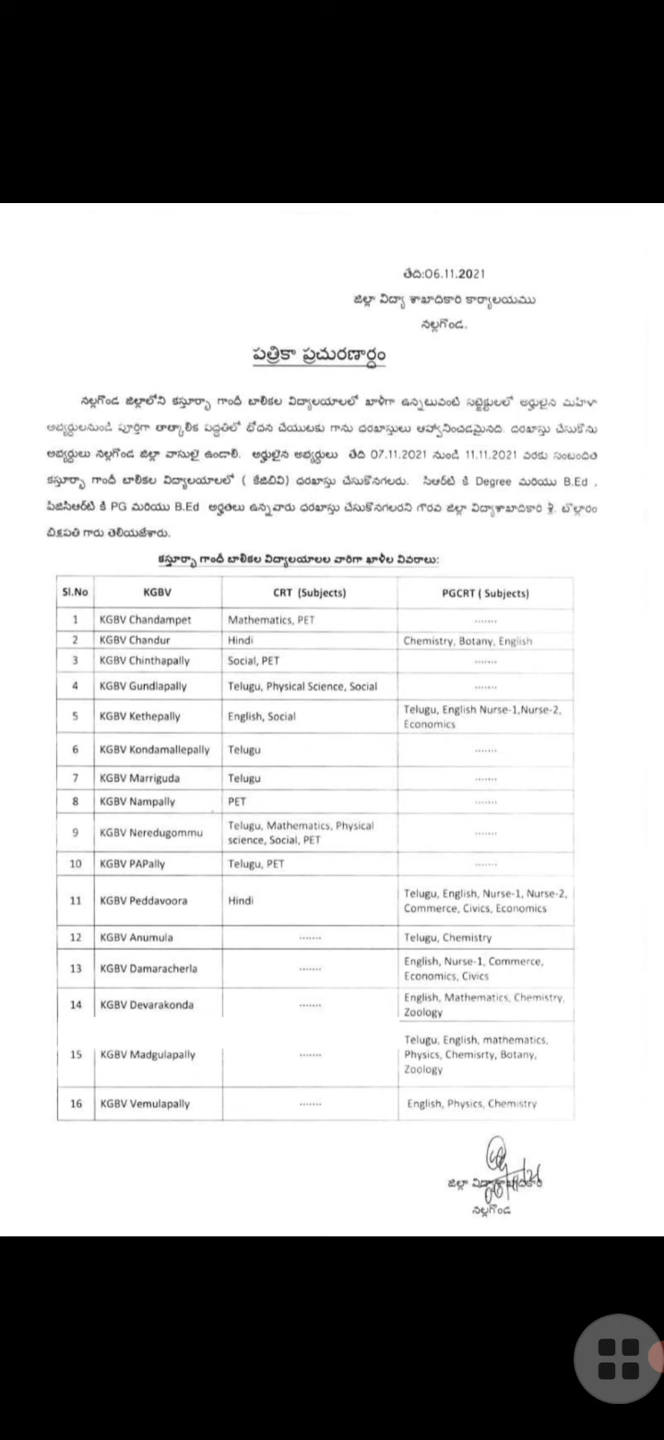 తేది:06.11.2021
జిల్లా విద్యా శాఖాదికారి కార్యాలయము
నల్లగొండ.
పత్రికా ప్రచురణార్ధం
నల్లగొండ జిల్లాలోని కస్తూర్బా గాంది బాలికల విద్యాలయాలలో ఖాళీగా ఉన్నటువంటి సబ్జెక్టులలో అర్హులైన మహిళా
అభ్యర్థులనుండి పూర్తిగా తాత్కాలిక పద్ధతిలో బోదన చేయుటకు గాను దరఖాస్తులు ఆహ్వానించడమైనది. దరఖాస్తు చేసుకొను
అభ్యర్థులు నల్లగొండ జిల్లా వాసులై ఉండాలి. అర్హులైన అభ్యర్థులు తేది 07.11.2021 నుండి 11.11.2021 వరకు సంబందిత
కస్తూర్బా గాంధీ బాలికల విద్యాలయాలలో ( కేజిబివి) దరఖాస్తు చేసుకొనగలరు. సిఆర్‌టి కి Degree మరియు B.Ed ,
పిజిసిఆర్‌టి కి PG మరియు B.Ed అర్హతలు ఉన్నవారు దరఖాస్తు చేసుకొనగలరని గౌరవ జిల్లా విద్యాశాఖాదికారి శ్రీ. బొల్లారం
బిక్షపతి గారు తెలియజేశారు.
కస్తూర్బా గాంధీ బాలికల విద్యాలయాలల వారిగా ఖాళీల వివరాలు:
Sl.No KGBV CRT (Subjects) PGCRT ( Subjects)
1 KGBV Chandampet Mathematics, PET .......
2 KGBV Chandur Hindi Chemistry, Botany, English
3 KGBV Chinthapally Social, PET .......
4 KGBV Gundlapally Telugu, Physical Science, Social .......
5 KGBV Kethepally English, Social Telugu, English Nurse-1,Nurse-2,
Economics
6 KGBV Kondamallepally Telugu .......
7 KGBV Marriguda Telugu .......
8 KGBV Nampally PET .......
9 KGBV Neredugommu Telugu, Mathematics, Physical
science, Social, PET .......
10 KGBV PAPally Telugu, PET .......
11 KGBV Peddavoora Hindi Telugu, English, Nurse-1, Nurse-2,
Commerce, Civics, Economics
12 KGBV Anumula ....... Telugu, Chemistry
13 KGBV Damaracherla ....... English, Nurse-1, Commerce,
Economics, Civics
14 KGBV Devarakonda ....... English, Mathematics, Chemistry,
Zoology
15 KGBV Madgulapally ....... Telugu, English, mathematics,
Physics, Chemisrty, Botany,
Zoology
16 KGBV Vemulapally ....... English, Physics, Chemistry
జిల్లా విద్యాశాఖాదికారి
నల్లగొండ